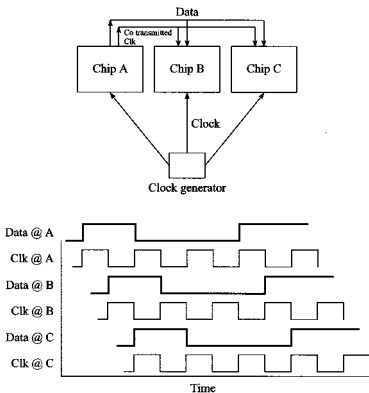 Data
Co transmitted
Clk
Chip A
Chip B
Chip C
Clock
Clock generator
Data @ A
Clk @ A
Data @ B
Clk @ B
Data @ C
Clk @ C
Time